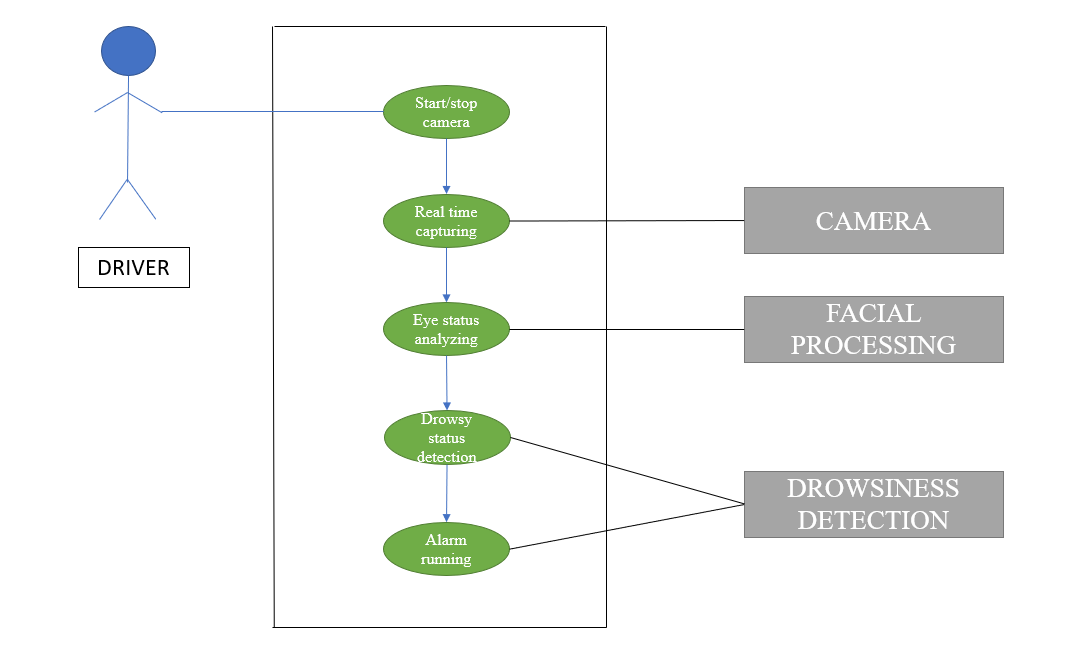 Start/stop
camera
Real time
capturing
CAMERA
DRIVER
Eye status
analyzing
FACIAL
PROCESSING
Drowsy
status
detection
DROWSINESS
DETECTION
Alarm
running